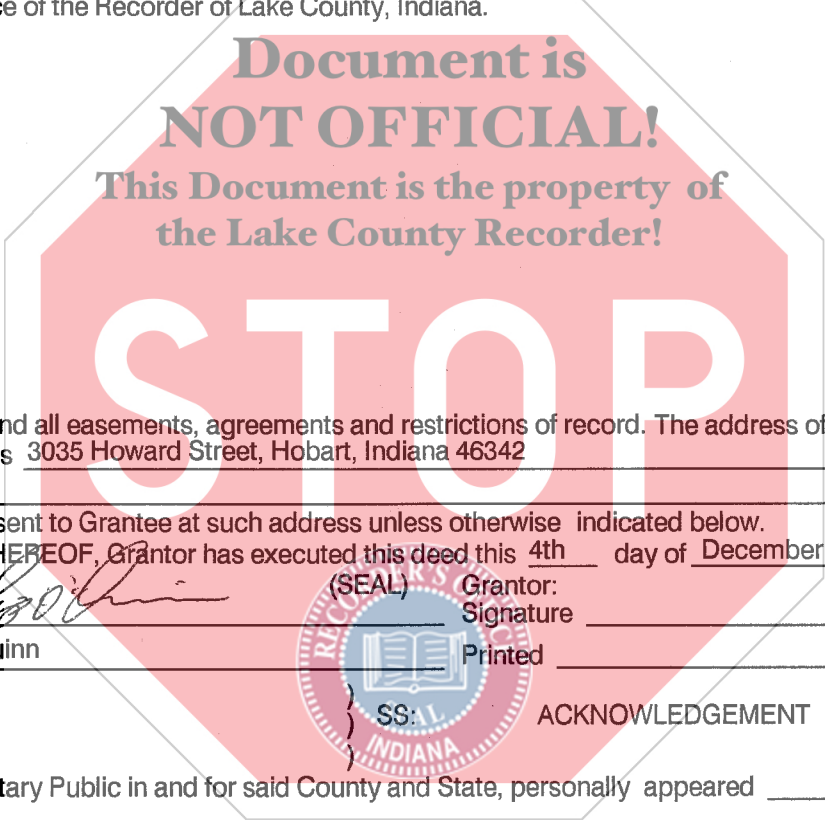 e of the Recorder of Lake County, Indiana.
Document is
NOT OFFICIAL!
This Document is the property of
the Lake County Recorder!
STOP
nd all easements, agreements and restrictions of record. The address of
s 3035 Howard Street, Hobart, Indiana 46342
sent to Grantee at such address unless otherwise indicated below.
HEREOF, Grantor has executed this deed this 4th day of December
(SEAL) Grantor:
Signature
inn Printed
RECORDER'S OFFIC
) SS: ACKNOWLEDGEMENT
AL
INDIANA
tary Public in and for said County and State, personally appeared